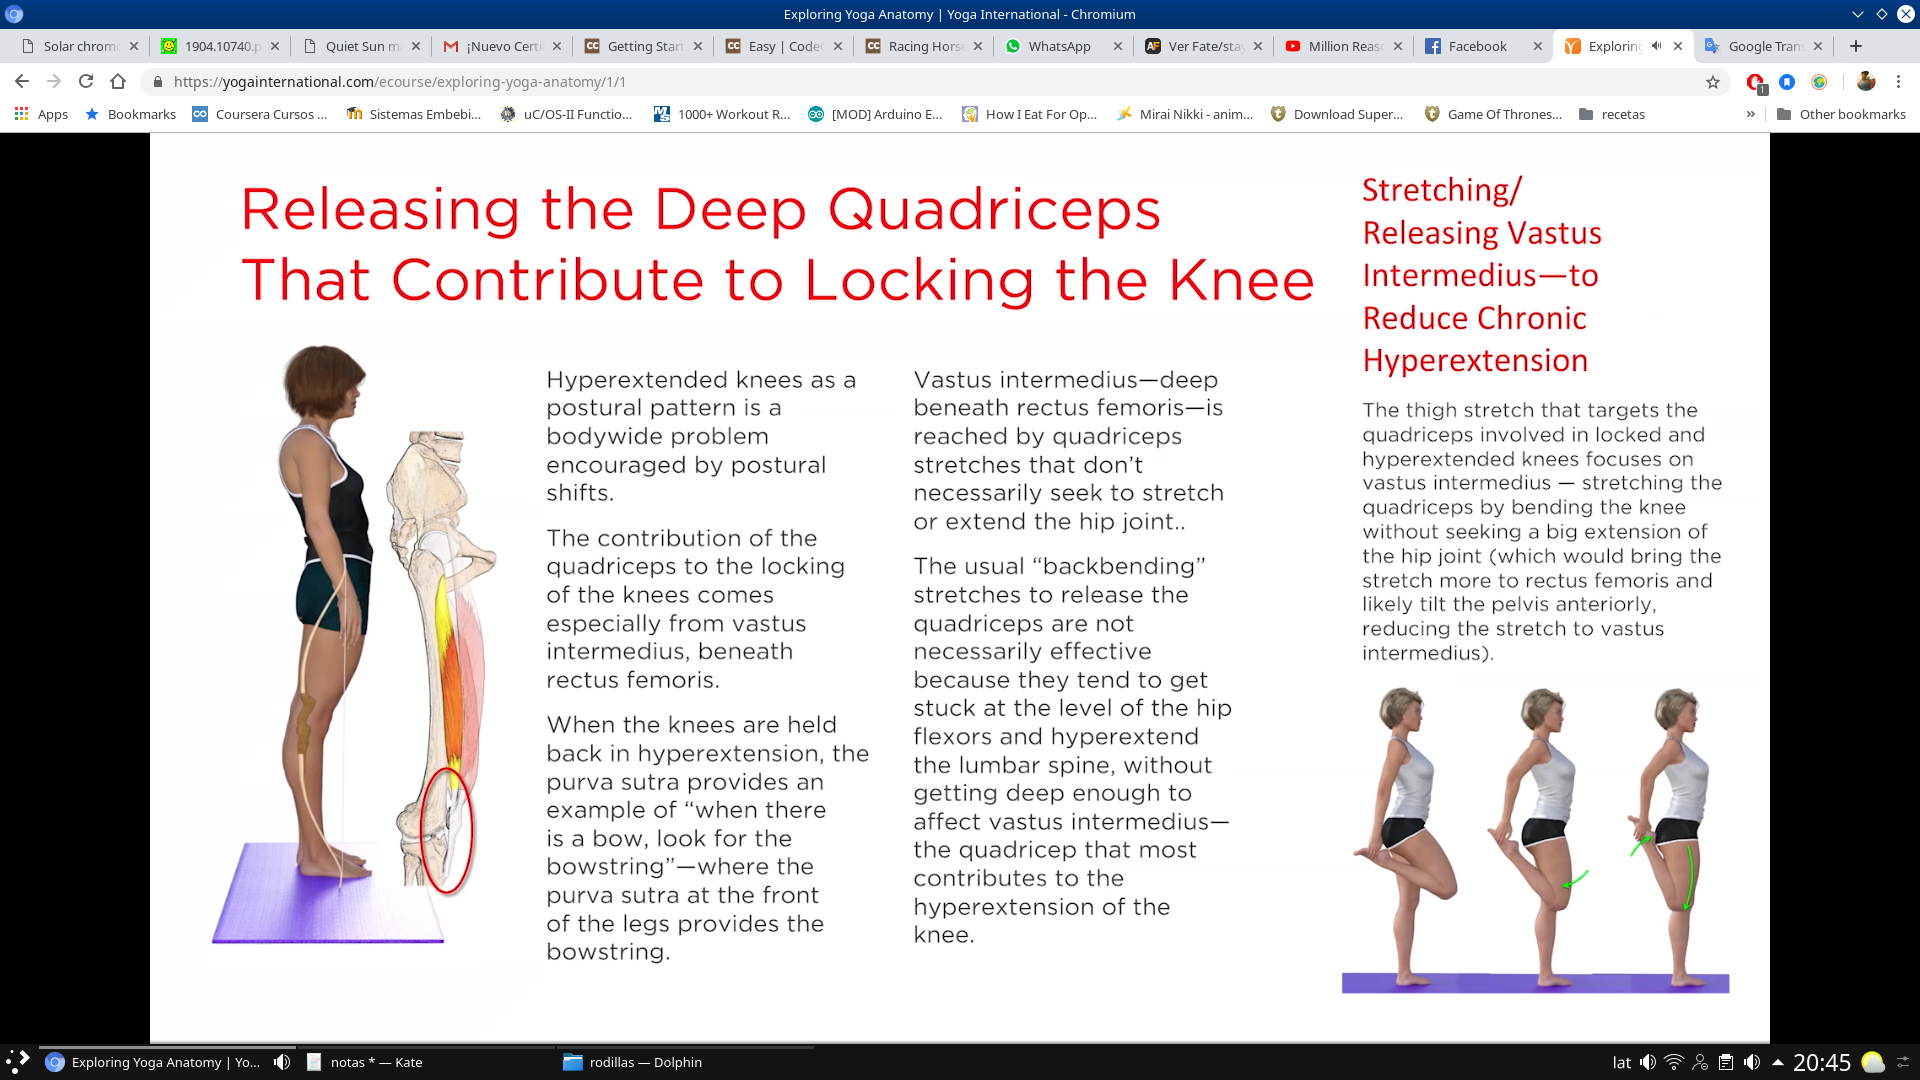 Exploring Yoga Anatomy | Yoga International - Chromium
Solar chromo
1904.10740.p
Quiet Sun m
¡Nuevo Certi
Getting Start
Easy | Code
Racing Horse
WhatsApp
Ver Fate/stay
Million Reaso
Facebook
Exploring
Google Trans
https://yogainternational.com/ecourse/exploring-yoga-anatomy/1/1
1
Apps
Bookmarks
Coursera Cursos ...
Sistemas Embebi...
uC/OS-II Functio...
1000+ Workout R...
[MOD] Arduino E...
How I Eat For Op...
Mirai Nikki - anim...
Download Super...
Game Of Thrones...
recetas
»
Other bookmarks
Releasing the Deep Quadriceps
That Contribute to Locking the Knee
Hyperextended knees as a
postural pattern is a
bodywide problem
encouraged by postural
shifts.
The contribution of the
quadriceps to the locking
of the knees comes
especially from vastus
intermedius, beneath
rectus femoris.
When the knees are held
back in hyperextension, the
purva sutra provides an
example of “when there
is a bow, look for the
bowstring”—where the
purva sutra at the front
of the legs provides the
bowstring.
Vastus intermedius—deep
beneath rectus femoris—is
reached by quadriceps
stretches that don’t
necessarily seek to stretch
or extend the hip joint..
The usual “backbending”
stretches to release the
quadriceps are not
necessarily effective
because they tend to get
stuck at the level of the hip
flexors and hyperextend
the lumbar spine, without
getting deep enough to
affect vastus intermedius—
the quadricep that most
contributes to the
hyperextension of the
knee.
Stretching/
Releasing Vastus
Intermedius—to
Reduce Chronic
Hyperextension
The thigh stretch that targets the
quadriceps involved in locked and
hyperextended knees focuses on
vastus intermedius — stretching the
quadriceps by bending the knee
without seeking a big extension of
the hip joint (which would bring the
stretch more to rectus femoris and
likely tilt the pelvis anteriorly,
reducing the stretch to vastus
intermedius).
Exploring Yoga Anatomy | Yo...
notas * — Kate
rodillas — Dolphin
lat
20:45